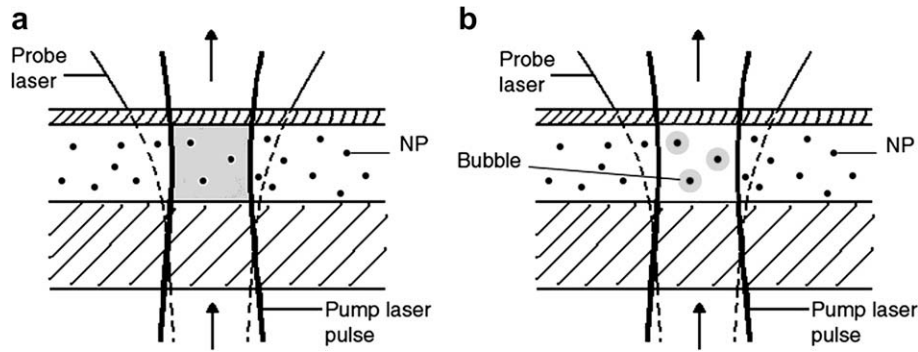 a
Probe
laser
NP
Pump laser
pulse
b
Probe
laser
Bubble
NP
Pump laser
pulse